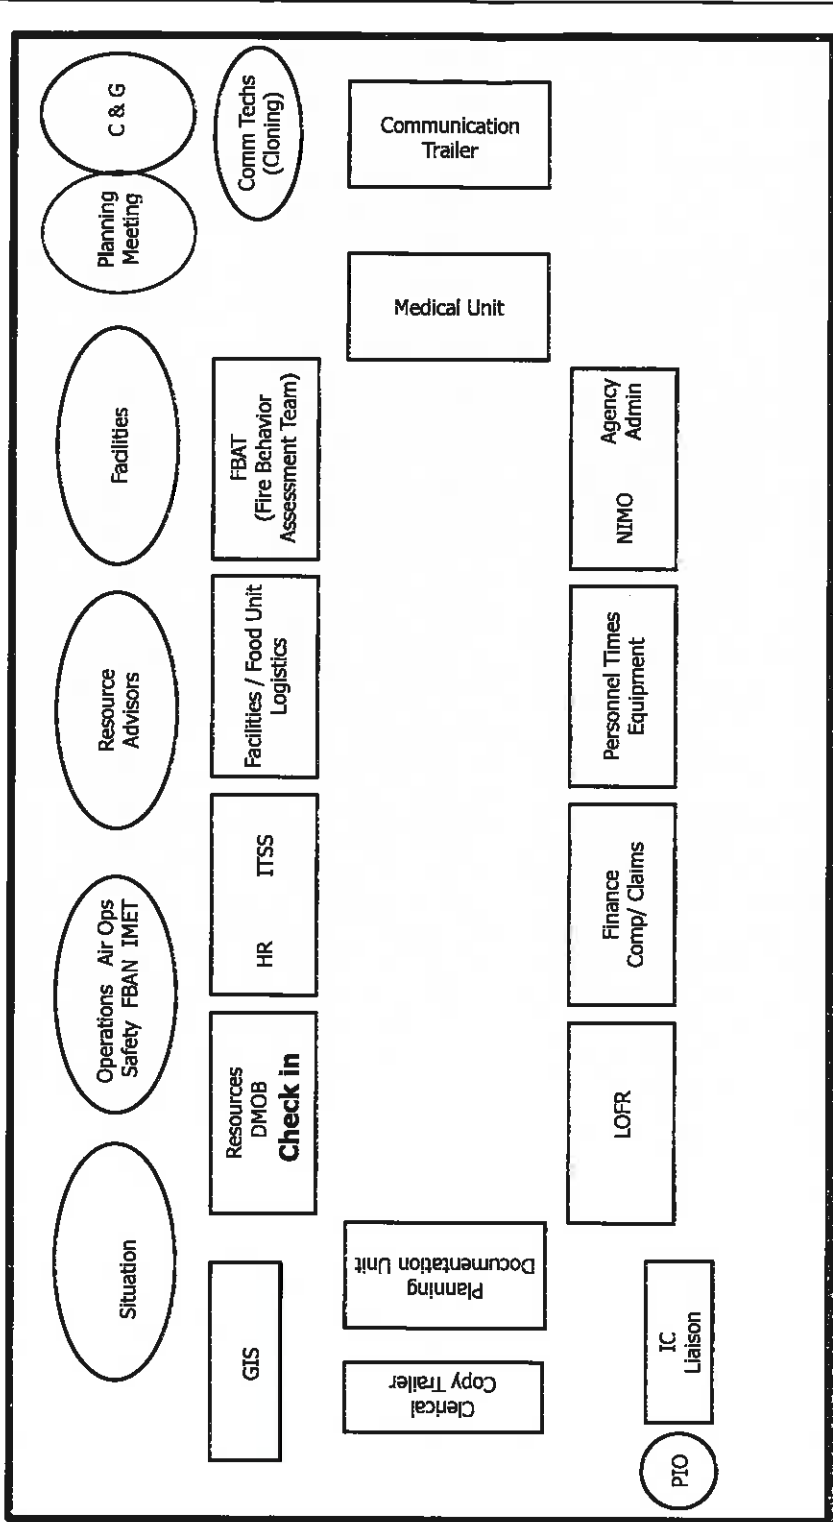 Situation
Operations Air Ops
Safety FBAN IMET
Resource
Advisors
Facilities
Planning
Meeting
C & G
GIS
Resources
DMOB
Check in
HR ITSS
Facilities / Food Unit
Logistics
FBAT
(Fire Behavior
Assessment Team)
Comm Techs
(Cloning)
Clerical
Copy Trailer
Planning
Documentation Unit
Medical Unit
Communication
Trailer
PIO
IC
Liaison
LOFR
Finance
Comp/ Claims
Personnel Times
Equipment
NIMO
Agency
Admin